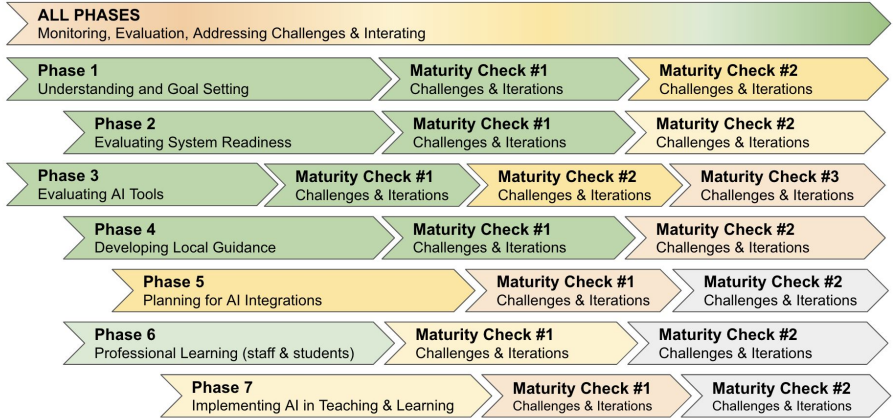 ALL PHASES
Monitoring, Evaluation, Addressing Challenges & Interating
Phase 1
Understanding and Goal Setting
Maturity Check #1
Challenges & Iterations
Maturity Check #2
Challenges & Iterations
Phase 2
Evaluating System Readiness
Maturity Check #1
Challenges & Iterations
Maturity Check #2
Challenges & Iterations
Phase 3
Evaluating AI Tools
Maturity Check #1
Challenges & Iterations
Maturity Check #2
Challenges & Iterations
Maturity Check #3
Challenges & Iterations
Phase 4
Developing Local Guidance
Maturity Check #1
Challenges & Iterations
Maturity Check #2
Challenges & Iterations
Phase 5
Planning for AI Integrations
Maturity Check #1
Challenges & Iterations
Maturity Check #2
Challenges & Iterations
Phase 6
Professional Learning (staff & students)
Maturity Check #1
Challenges & Iterations
Maturity Check #2
Challenges & Iterations
Phase 7
Implementing AI in Teaching & Learning
Maturity Check #1
Challenges & Iterations
Maturity Check #2
Challenges & Iterations